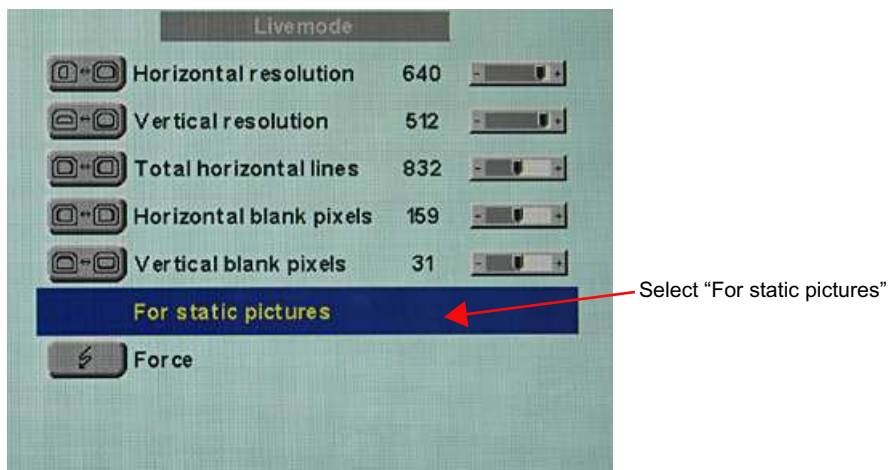 Livemode
Horizontal resolution 640 - +
Vertical resolution 512 - +
Total horizontal lines 832 - +
Horizontal blank pixels 159 - +
Vertical blank pixels 31 - +
For static pictures
Select “For static pictures”
Force